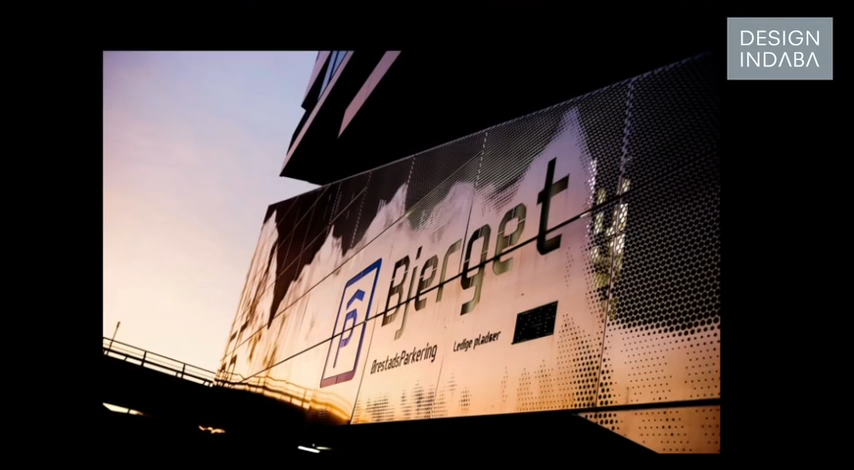 DESIGN
INDABA
Bjerget
P
ØrestadsParkering
Ledige pladser